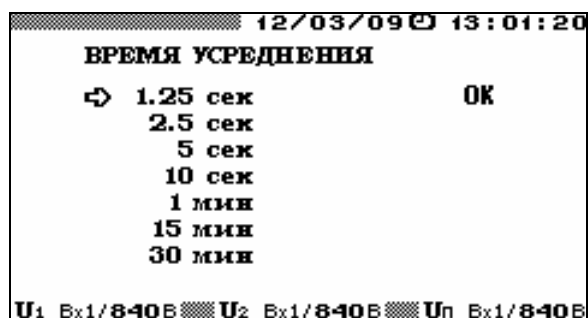 12/03/09 13:01:20
ВРЕМЯ УСРЕДНЕНИЯ
1.25 сек OK
2.5 сек
5 сек
10 сек
1 мин
15 мин
30 мин
U1 Вх1/840В U2 Вх1/840В UП Вх1/840В